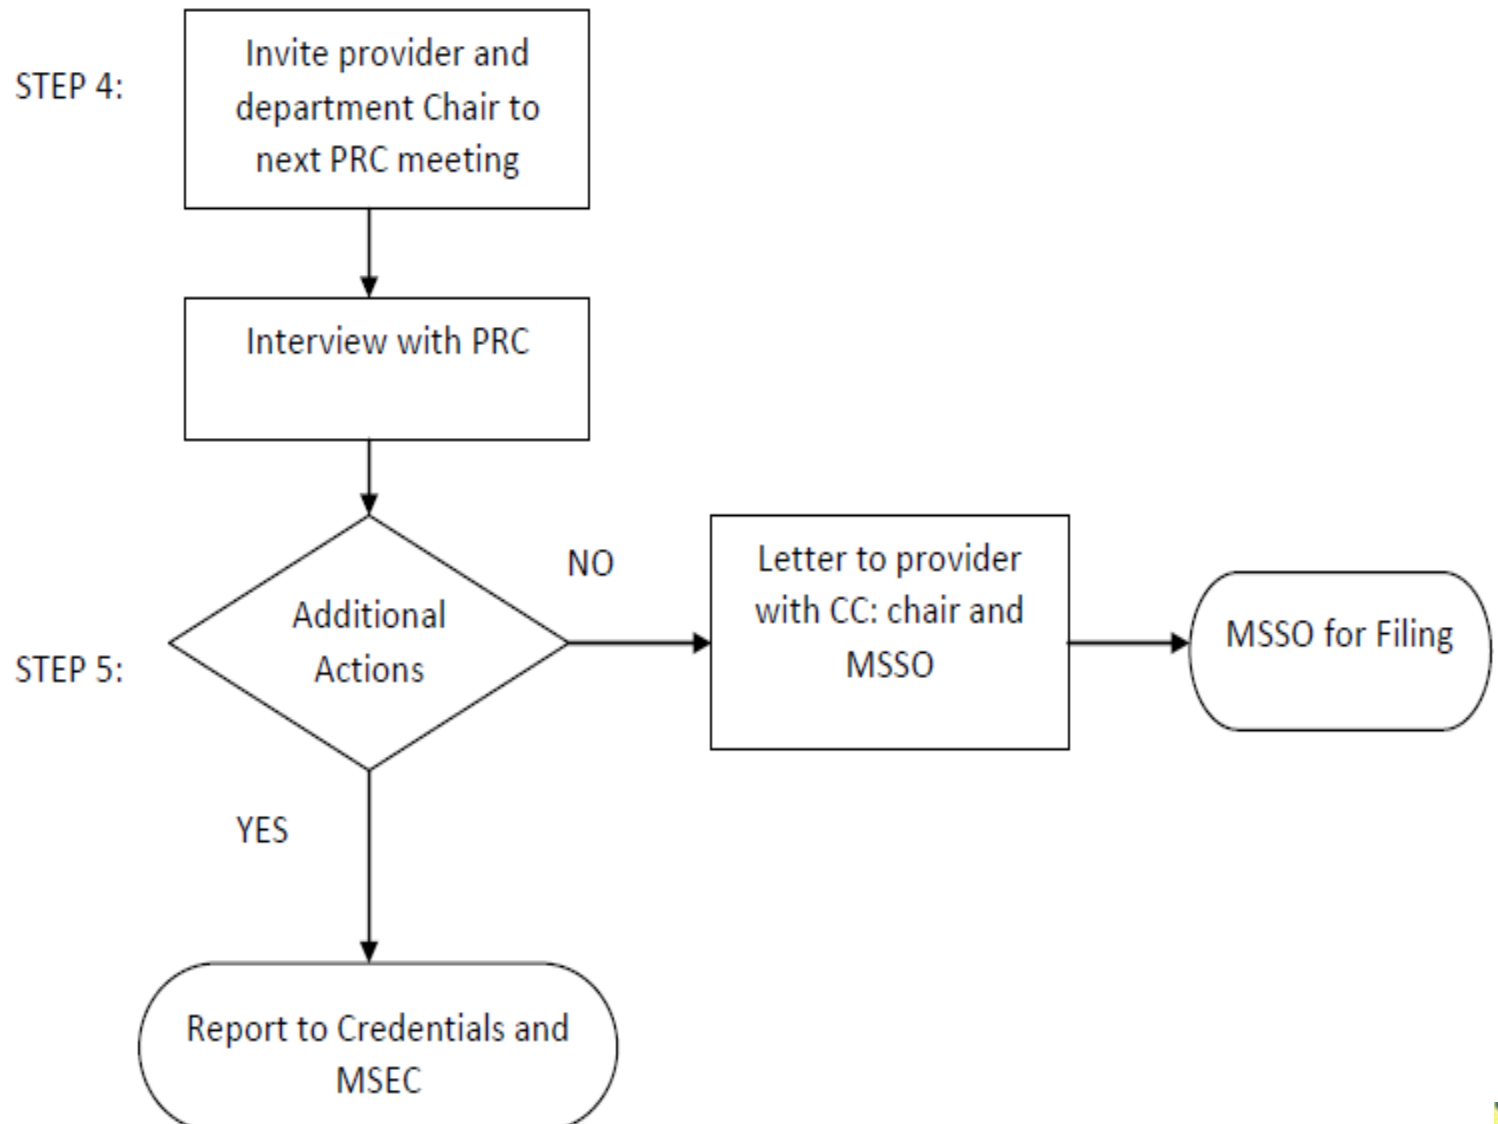 STEP 4:
Invite provider and
department Chair to
next PRC meeting
Interview with PRC
STEP 5:
Additional
Actions
NO
Letter to provider
with CC: chair and
MSSO
MSSO for Filing
YES
Report to Credentials and
MSEC